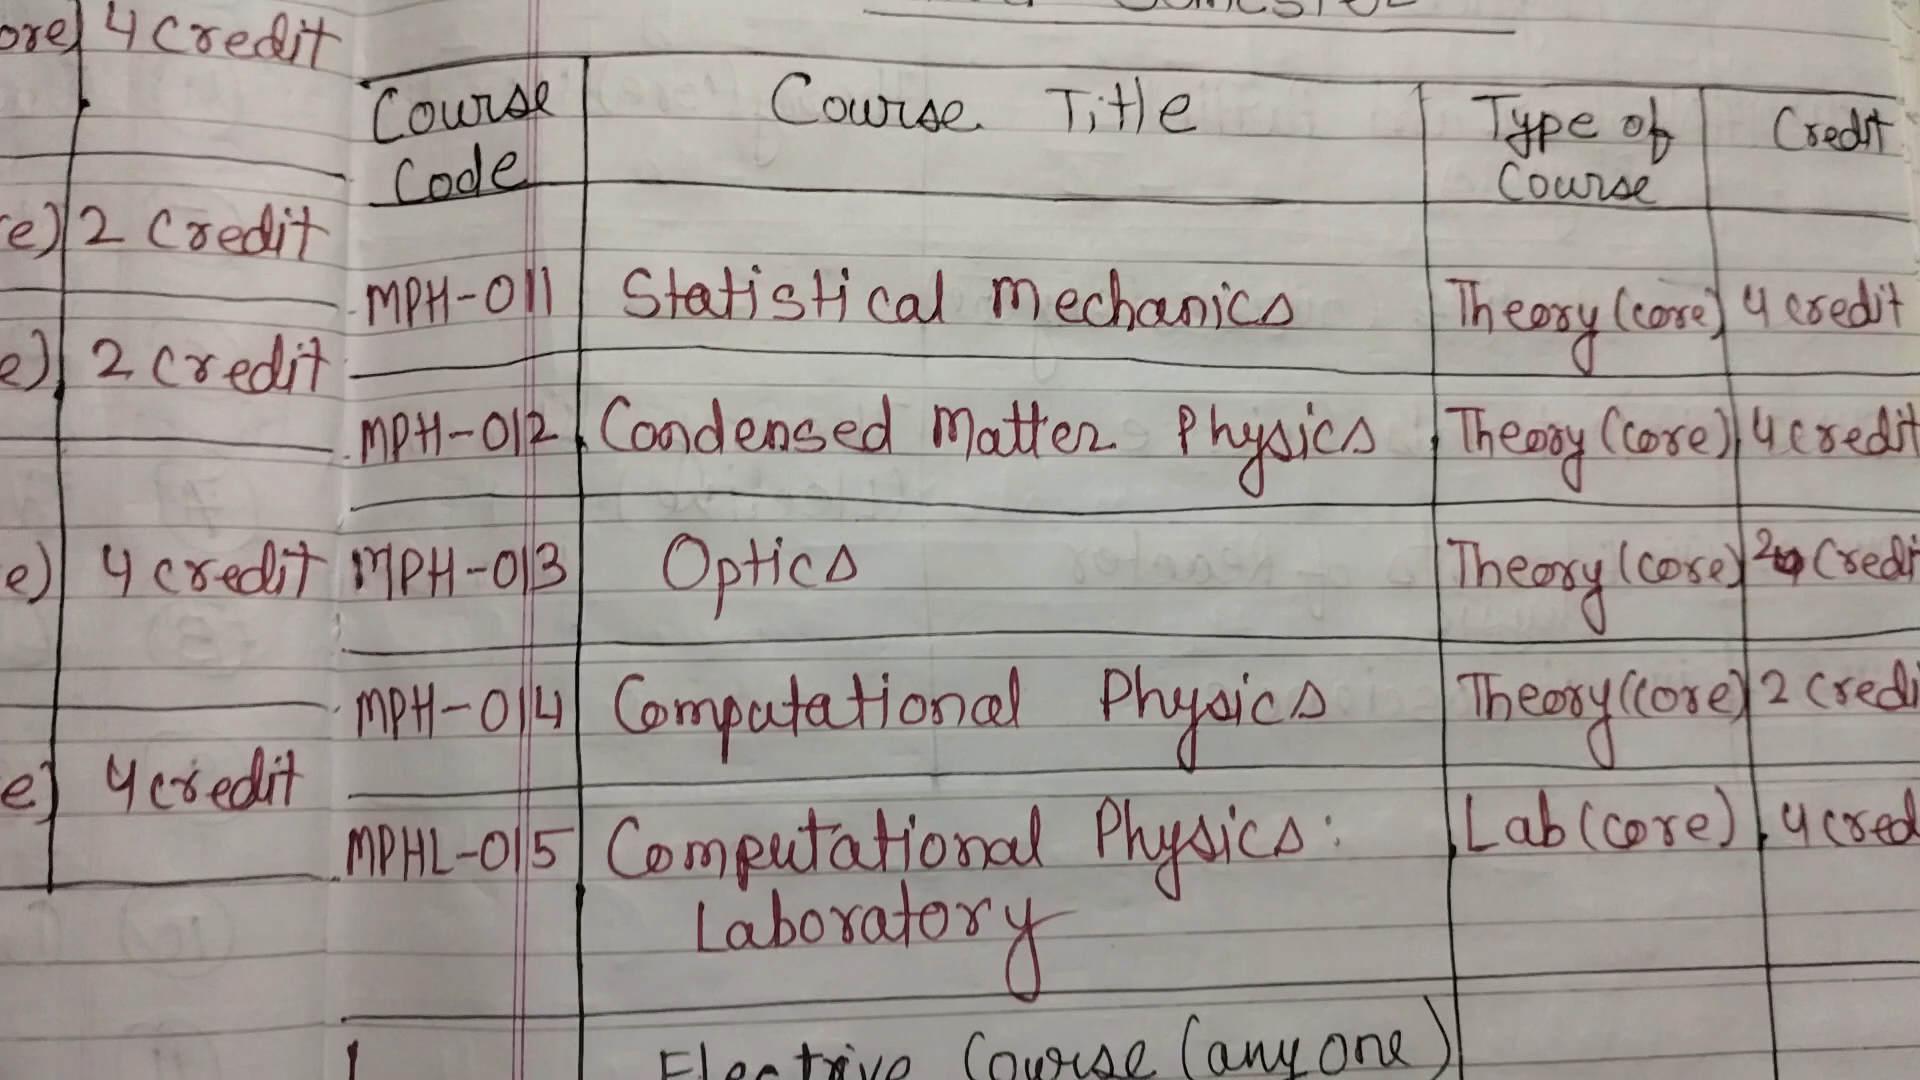 4 credit
2 Credit
2 Credit
4 credit
4 credit
Course Code | Course Title | Type of Course | Credit
MPH-011 | Statistical Mechanics | Theory (core) | 4 credit
MPH-012 | Condensed Matter Physics | Theory (core) | 4 credit
MPH-013 | Optics | Theory (core) | 2 Credi
MPH-014 | Computational Physics | Theory (core) | 2 Credi
MPHL-015 | Computational Physics: | Lab (core) | 4 cred
Laboratory
Elective Course (any one)